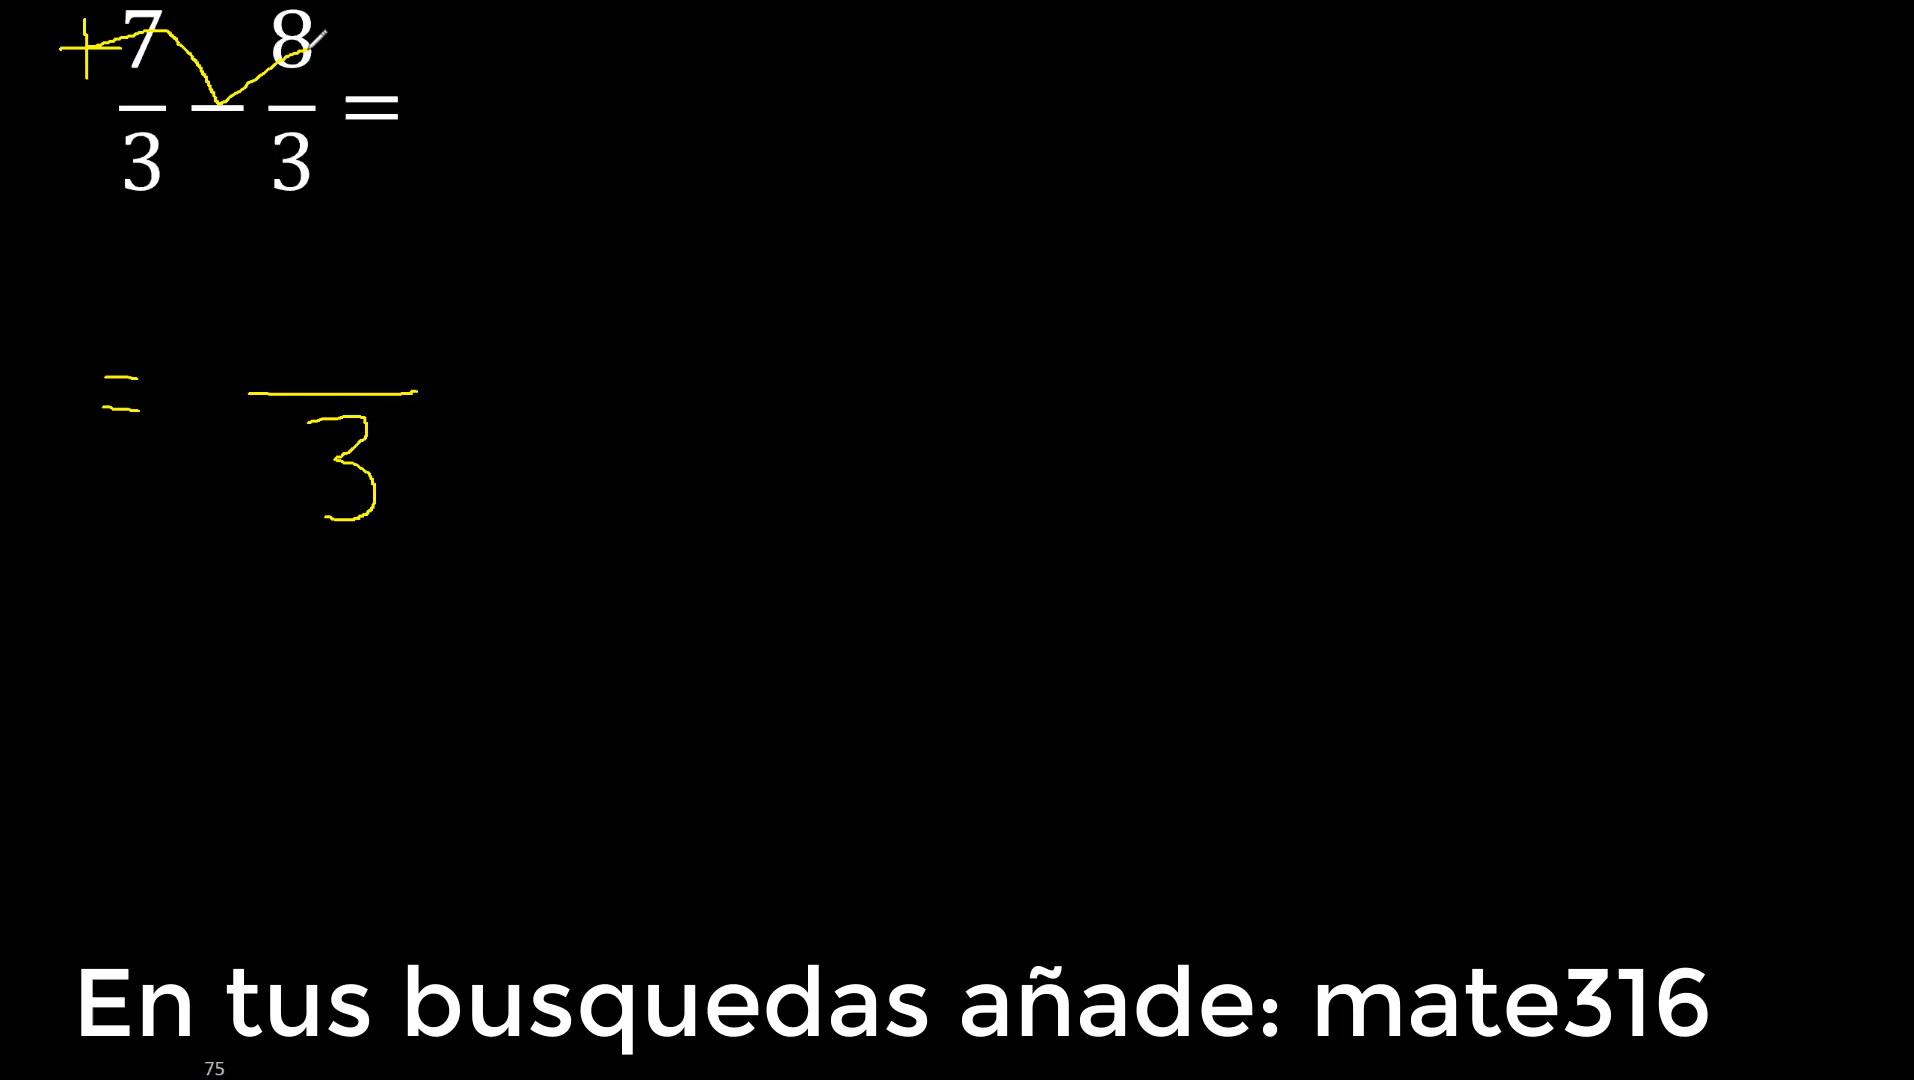 + 7/3 − 8/3 =
= /3
En tus busquedas añade: mate316
75